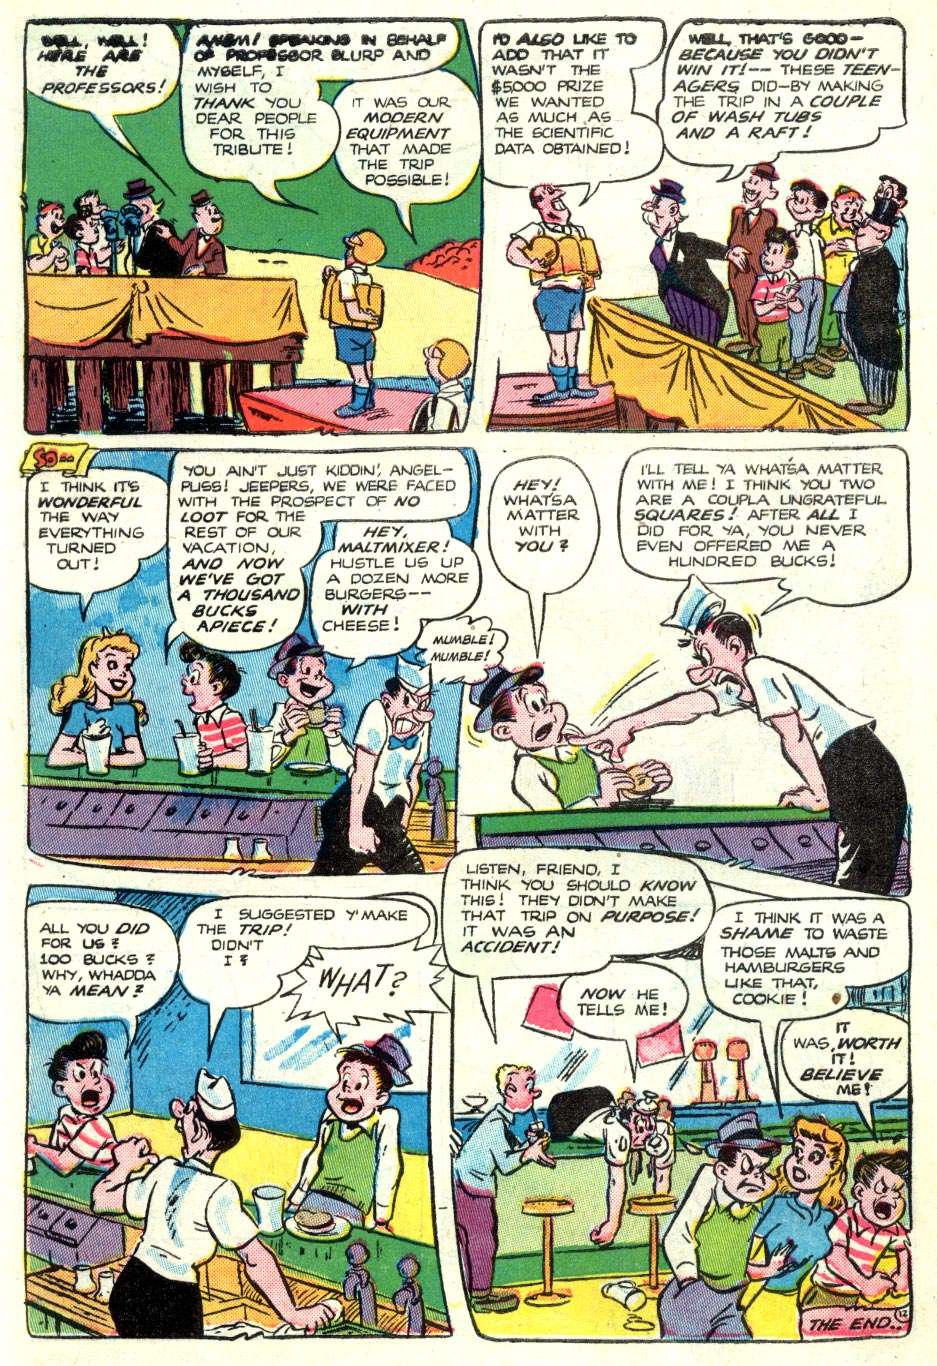 WELL, WELL!
HERE ARE
THE
PROFESSORS!
AHEM! SPEAKING IN BEHALF
OF PROFESSOR BLURP AND
MYSELF, I
WISH TO
THANK YOU
DEAR PEOPLE
FOR THIS
TRIBUTE!
IT WAS OUR
MODERN
EQUIPMENT
THAT MADE
THE TRIP
POSSIBLE!
I'D ALSO LIKE TO
ADD THAT IT
WASN'T THE
$5,000 PRIZE
WE WANTED
AS MUCH AS
THE SCIENTIFIC
DATA OBTAINED!
WELL, THAT'S GOOD—
BECAUSE YOU DIDN'T
WIN IT!-- THESE TEEN-
AGERS DID—BY MAKING
THE TRIP IN A COUPLE
OF WASH TUBS
AND A RAFT!
SO--
I THINK IT'S
WONDERFUL
THE WAY
EVERYTHING
TURNED
OUT!
YOU AIN'T JUST KIDDIN', ANGEL-
PUSS! JEEPERS, WE WERE FACED
WITH THE PROSPECT OF NO
LOOT FOR THE
REST OF OUR
VACATION,
AND NOW
WE'VE GOT
A THOUSAND
BUCKS
APIECE!
HEY,
MALTMIXER!
HUSTLE US UP
A DOZEN MORE
BURGERS--
WITH
CHEESE!
MUMBLE!
MUMBLE!
HEY!
WHATSA
MATTER
WITH
YOU?
I'LL TELL YA WHATSA MATTER
WITH ME! I THINK YOU TWO
ARE A COUPLA UNGRATEFUL
SQUARES! AFTER ALL I
DID FOR YA, YOU NEVER
EVEN OFFERED ME A
HUNDRED BUCKS!
ALL YOU DID
FOR US?
100 BUCKS?
WHY, WHADDA
YA MEAN?
I SUGGESTED Y'MAKE
THE TRIP!
DIDN'T
I?
WHAT?
LISTEN, FRIEND, I
THINK YOU SHOULD KNOW
THIS! THEY DIDN'T MAKE
THAT TRIP ON PURPOSE!
IT WAS AN
ACCIDENT!
NOW HE
TELLS ME!
I THINK IT WAS A
SHAME TO WASTE
THOSE MALTS AND
HAMBURGERS
LIKE THAT,
COOKIE!
IT
WAS WORTH
IT!
BELIEVE
ME!
THE END..
12